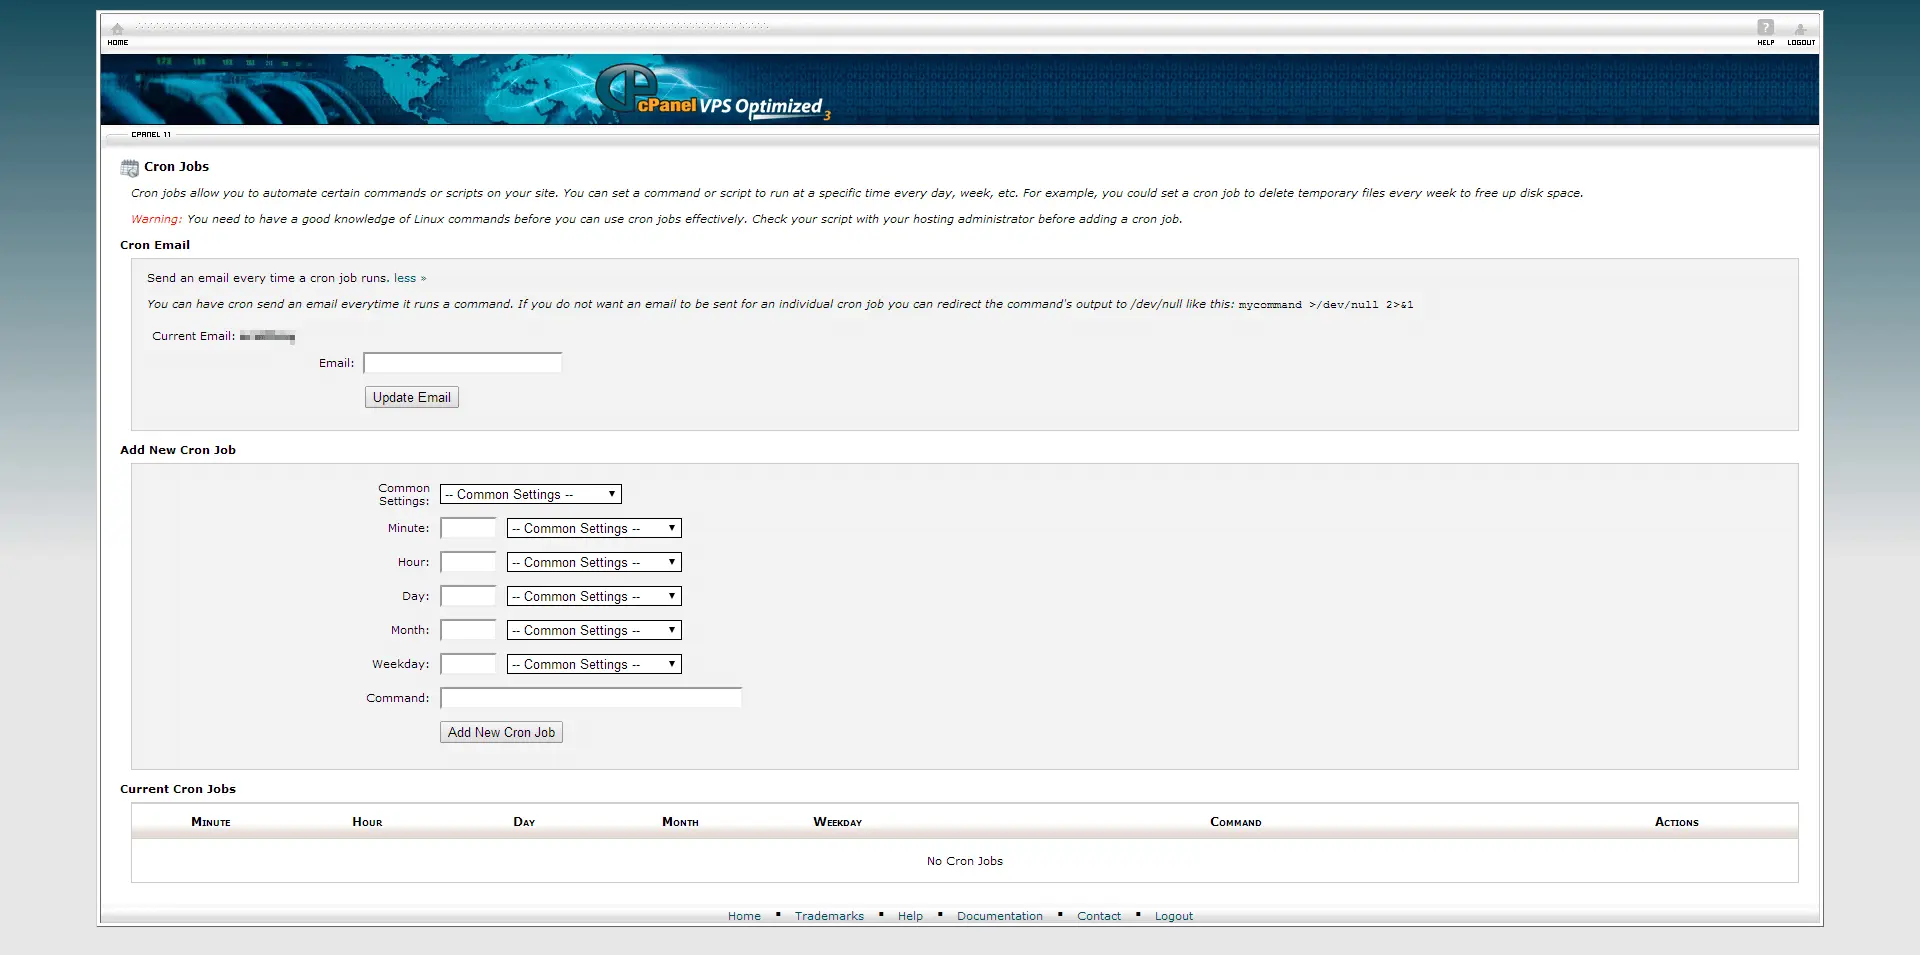 HOME
HELP
LOGOUT
cPanel VPS Optimized 3
CPANEL 11
Cron Jobs
Cron jobs allow you to automate certain commands or scripts on your site. You can set a command or script to run at a specific time every day, week, etc. For example, you could set a cron job to delete temporary files every week to free up disk space.
Warning: You need to have a good knowledge of Linux commands before you can use cron jobs effectively. Check your script with your hosting administrator before adding a cron job.
Cron Email
Send an email every time a cron job runs. less »
You can have cron send an email everytime it runs a command. If you do not want an email to be sent for an individual cron job you can redirect the command's output to /dev/null like this: mycommand >/dev/null 2>&1
Current Email:
Email:
Update Email
Add New Cron Job
Common
Settings: -- Common Settings --
Minute: -- Common Settings --
Hour: -- Common Settings --
Day: -- Common Settings --
Month: -- Common Settings --
Weekday: -- Common Settings --
Command:
Add New Cron Job
Current Cron Jobs
Minute Hour Day Month Weekday Command Actions
No Cron Jobs
Home ▪ Trademarks ▪ Help ▪ Documentation ▪ Contact ▪ Logout